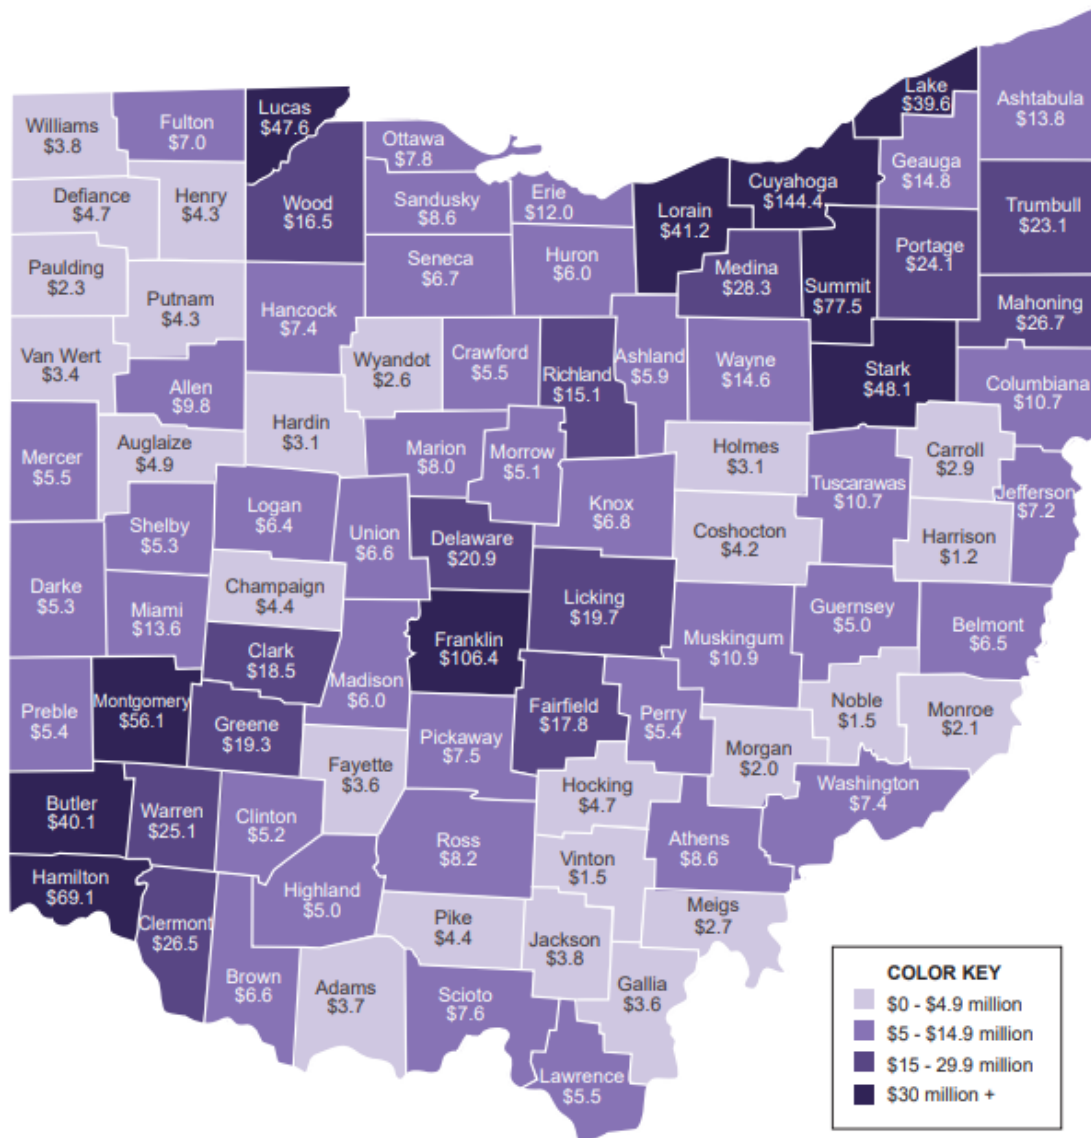 Lake
$39.6
Ashtabula
$13.8
Lucas
$47.6
Williams
$3.8
Fulton
$7.0
Ottawa
$7.8
Geauga
$14.8
Cuyahoga
$144.4
Defiance
$4.7
Henry
$4.3
Wood
$16.5
Sandusky
$8.6
Erie
$12.0
Lorain
$41.2
Trumbull
$23.1
Portage
$24.1
Paulding
$2.3
Seneca
$6.7
Huron
$6.0
Medina
$28.3
Summit
$77.5
Putnam
$4.3
Hancock
$7.4
Mahoning
$26.7
Van Wert
$3.4
Wyandot
$2.6
Crawford
$5.5
Richland
$15.1
Ashland
$5.9
Wayne
$14.6
Stark
$48.1
Allen
$9.8
Columbiana
$10.7
Hardin
$3.1
Mercer
$5.5
Auglaize
$4.9
Marion
$8.0
Morrow
$5.1
Holmes
$3.1
Carroll
$2.9
Tuscarawas
$10.7
Jefferson
$7.2
Logan
$6.4
Knox
$6.8
Shelby
$5.3
Union
$6.6
Delaware
$20.9
Coshocton
$4.2
Harrison
$1.2
Darke
$5.3
Champaign
$4.4
Miami
$13.6
Licking
$19.7
Guernsey
$5.0
Belmont
$6.5
Franklin
$106.4
Muskingum
$10.9
Clark
$18.5
Madison
$6.0
Preble
$5.4
Montgomery
$56.1
Greene
$19.3
Fairfield
$17.8
Perry
$5.4
Noble
$1.5
Monroe
$2.1
Pickaway
$7.5
Morgan
$2.0
Fayette
$3.6
Hocking
$4.7
Washington
$7.4
Butler
$40.1
Warren
$25.1
Clinton
$5.2
Ross
$8.2
Athens
$8.6
Vinton
$1.5
Hamilton
$69.1
Highland
$5.0
Meigs
$2.7
Clermont
$26.5
Pike
$4.4
Jackson
$3.8
Brown
$6.6
Adams
$3.7
Scioto
$7.6
Gallia
$3.6
Lawrence
$5.5
COLOR KEY
$0 - $4.9 million
$5 - $14.9 million
$15 - 29.9 million
$30 million +